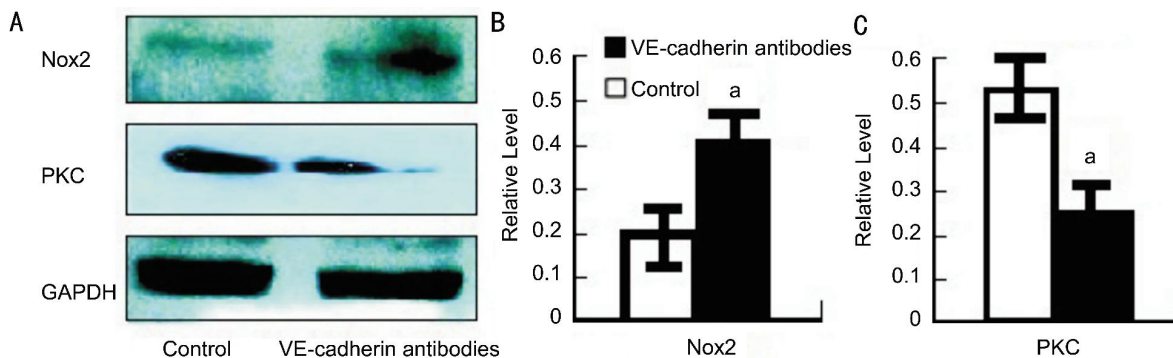 A
Nox2
PKC
GAPDH
Control VE-cadherin antibodies
B
VE-cadherin antibodies
Control
Relative Level
0.6
0.5
0.4
0.3
0.2
0.1
0
a
Nox2
C
Relative Level
0.6
0.5
0.4
0.3
0.2
0.1
0
a
PKC